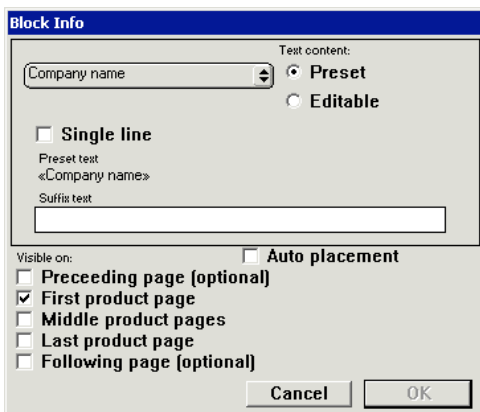 Block Info
Text content:
Company name
Preset
Editable
Single line
Preset text
«Company name»
Suffix text
Visible on:
Auto placement
Preceeding page (optional)
First product page
Middle product pages
Last product page
Following page (optional)
Cancel
OK